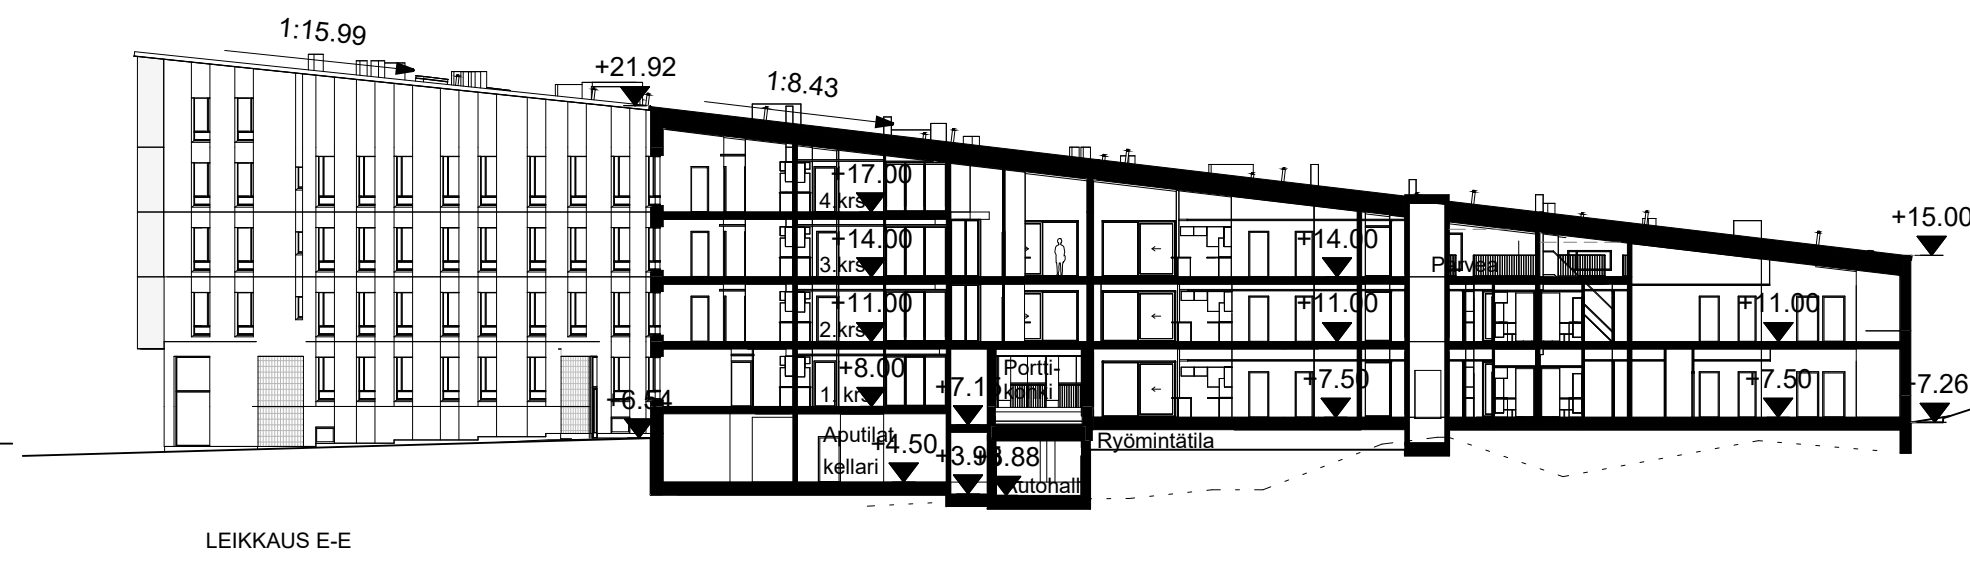 1:15.99
+21.92
1:8.43
+17.00
4.krs
+15.00
+14.00
3.krs
+14.00
Parvea
+11.00
2.krs
+11.00
+11.00
+8.00
1. krs
Portti-
konki
+7.50
+7.50
+7.26
+6.54
Aputilat
kellari
+4.50
Ryömintätila
LEIKKAUS E-E